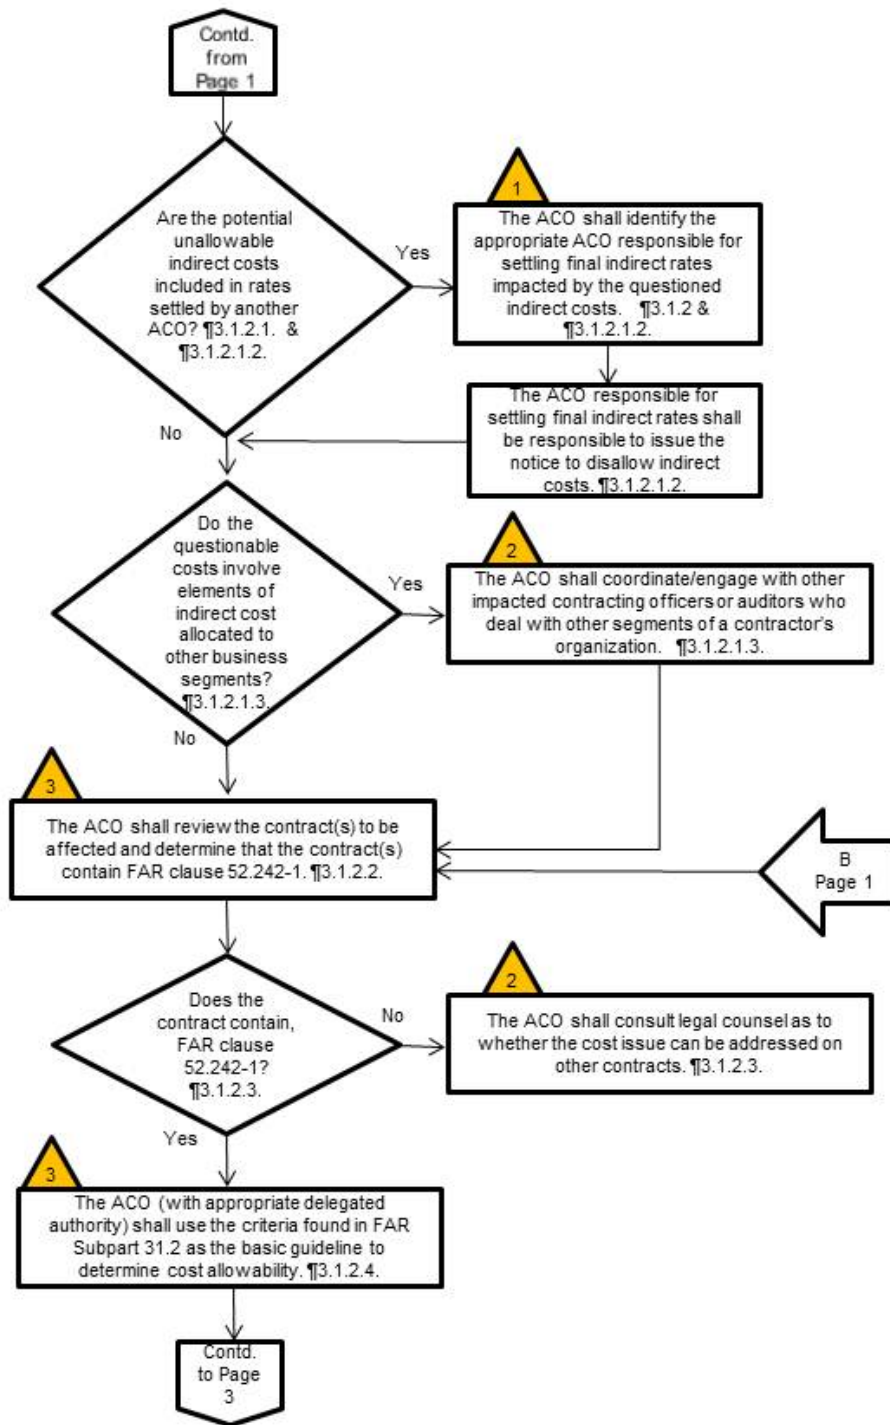 Contd.
from
Page 1
Are the potential
unallowable
indirect costs
included in rates
settled by another
ACO? ¶3.1.2.1. &
¶3.1.2.1.2.
Yes
1
The ACO shall identify the
appropriate ACO responsible for
settling final indirect rates
impacted by the questioned
indirect costs. ¶3.1.2 &
¶3.1.2.1.2.
The ACO responsible for
settling final indirect rates shall
be responsible to issue the
notice to disallow indirect
costs. ¶3.1.2.1.2.
No
Do the
questionable
costs involve
elements of
indirect cost
allocated to
other business
segments?
¶3.1.2.1.3.
Yes
2
The ACO shall coordinate/engage with other
impacted contracting officers or auditors who
deal with other segments of a contractor's
organization. ¶3.1.2.1.3.
No
3
The ACO shall review the contract(s) to be
affected and determine that the contract(s)
contain FAR clause 52.242-1. ¶3.1.2.2.
B
Page 1
Does the
contract contain,
FAR clause
52.242-1?
¶3.1.2.3.
No
2
The ACO shall consult legal counsel as to
whether the cost issue can be addressed on
other contracts. ¶3.1.2.3.
Yes
3
The ACO (with appropriate delegated
authority) shall use the criteria found in FAR
Subpart 31.2 as the basic guideline to
determine cost allowability. ¶3.1.2.4.
Contd.
to Page
3